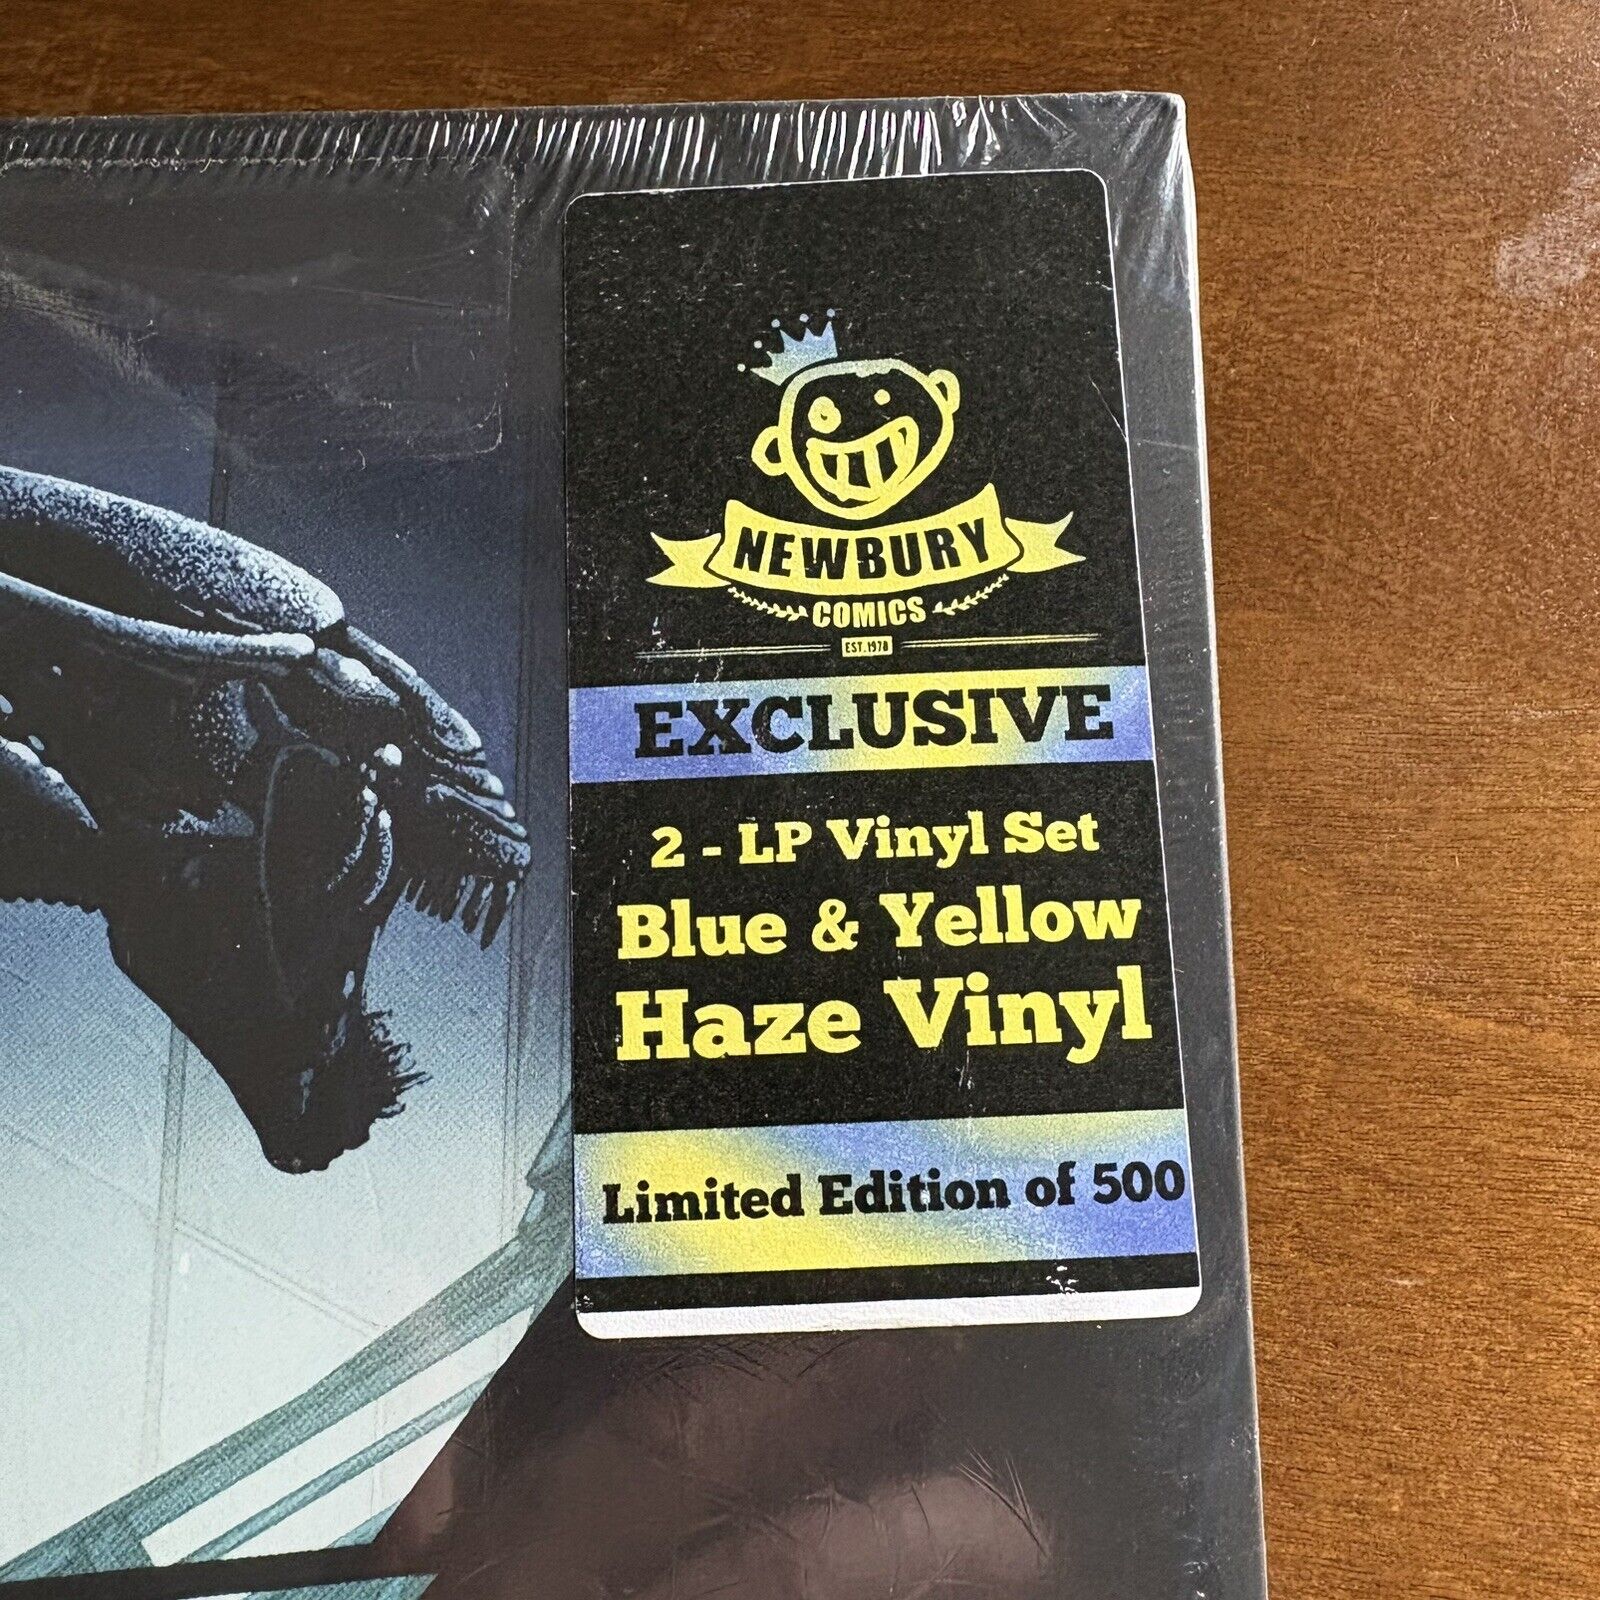 NEWBURY
COMICS
EST. 1978
EXCLUSIVE
2 - LP Vinyl Set
Blue & Yellow
Haze Vinyl
Limited Edition of 500